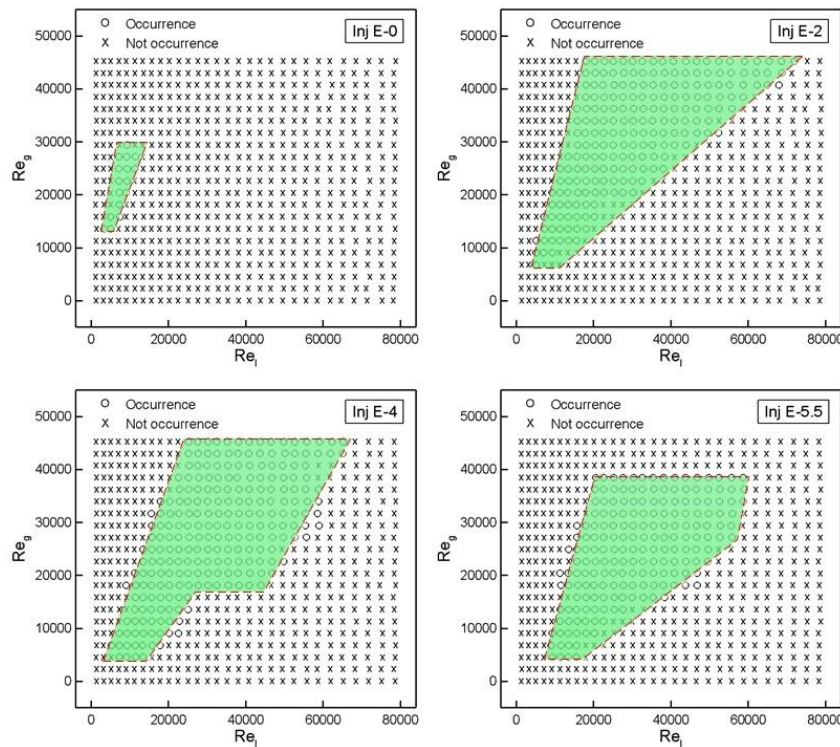 50000
40000
30000
20000
10000
0
Re_g
○ Occurrence
x Not occurrence
Inj E-0
0 20000 40000 60000 80000
Re_l
50000
40000
30000
20000
10000
0
Re_g
○ Occurrence
x Not occurrence
Inj E-2
0 20000 40000 60000 80000
Re_l
50000
40000
30000
20000
10000
0
Re_g
○ Occurrence
x Not occurrence
Inj E-4
0 20000 40000 60000 80000
Re_l
50000
40000
30000
20000
10000
0
Re_g
○ Occurrence
x Not occurrence
Inj E-5.5
0 20000 40000 60000 80000
Re_l